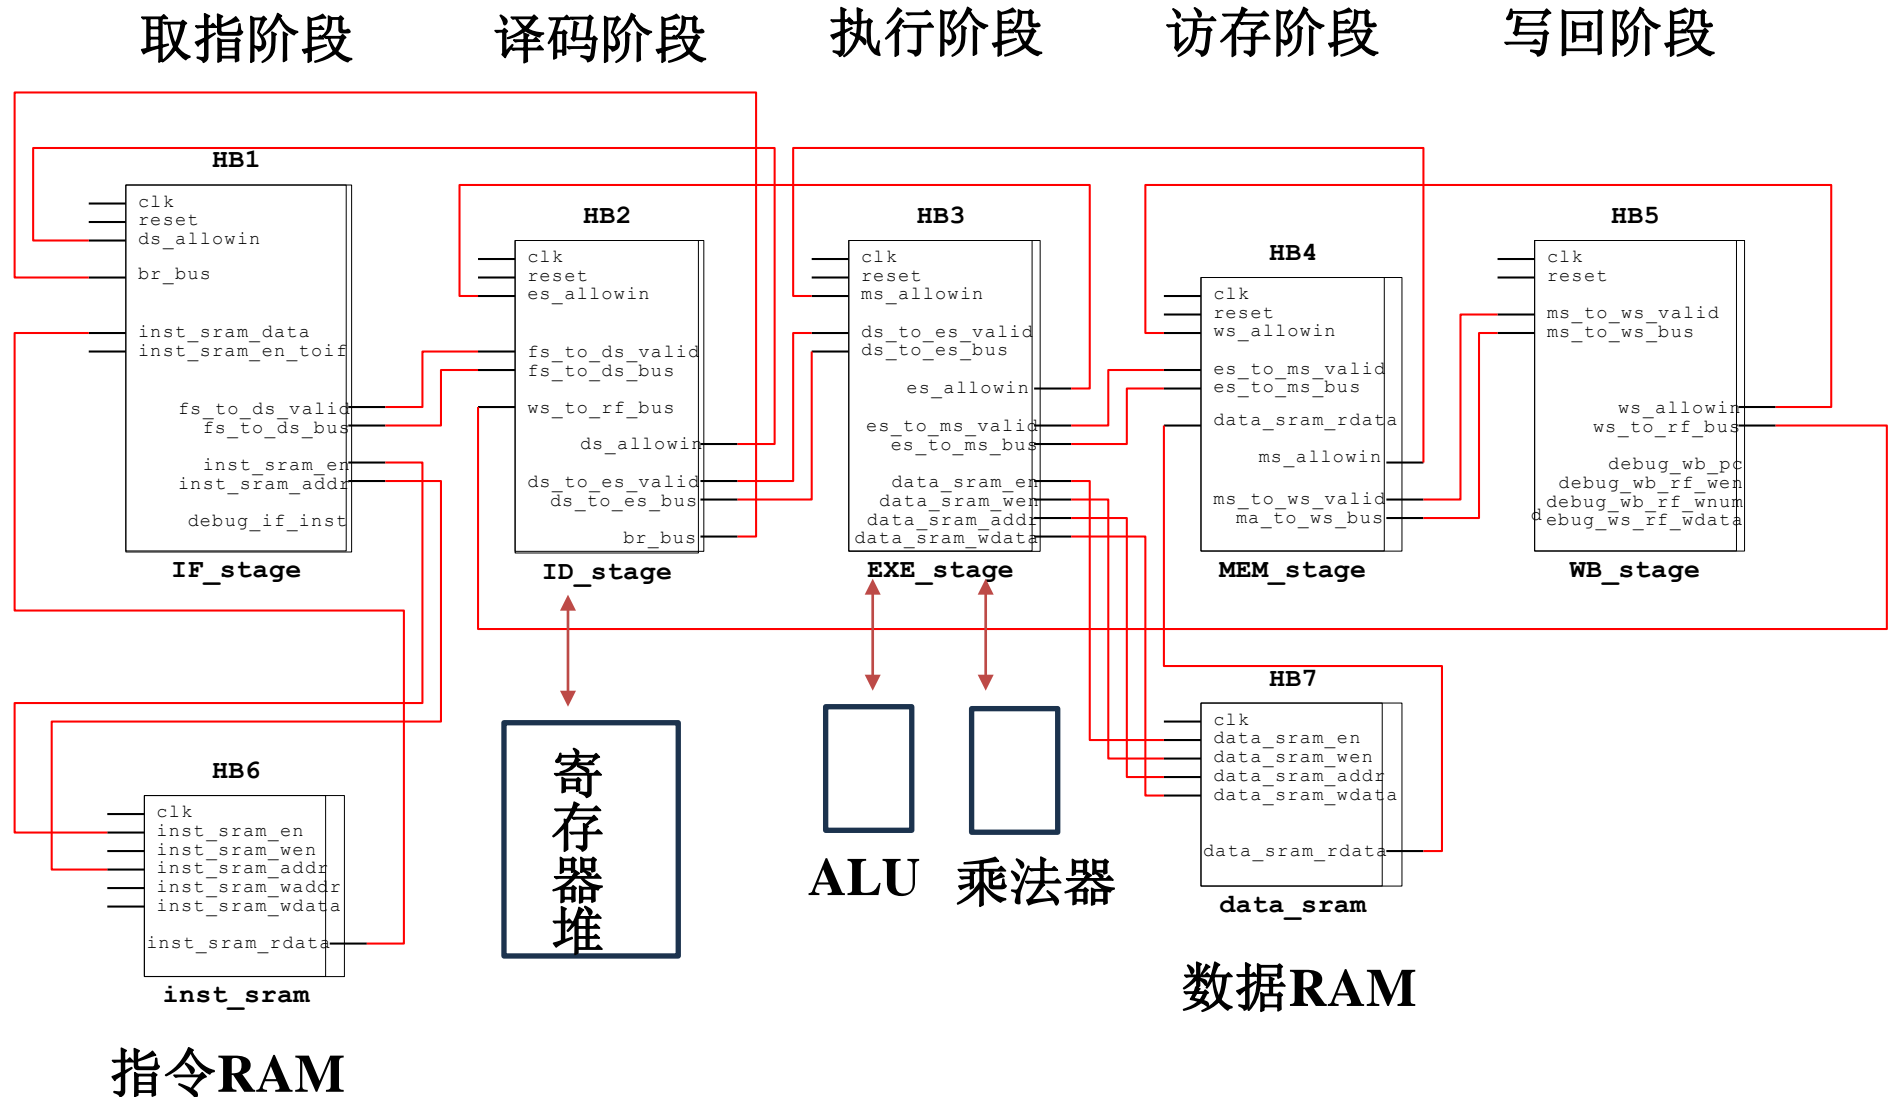 取指阶段
译码阶段
执行阶段
访存阶段
写回阶段
HB1
clk
reset
ds_allowin
br_bus
inst_sram_data
inst_sram_en_toif
fs_to_ds_valid
fs_to_ds_bus
inst_sram_en
inst_sram_addr
debug_if_inst
IF_stage
HB2
clk
reset
es_allowin
fs_to_ds_valid
fs_to_ds_bus
ws_to_rf_bus
ds_allowin
ds_to_es_valid
ds_to_es_bus
br_bus
ID_stage
HB3
clk
reset
ms_allowin
ds_to_es_valid
ds_to_es_bus
es_allowin
es_to_ms_valid
es_to_ms_bus
data_sram_en
data_sram_wen
data_sram_addr
data_sram_wdata
EXE_stage
HB4
clk
reset
ws_allowin
es_to_ms_valid
es_to_ms_bus
data_sram_rdata
ms_allowin
ms_to_ws_valid
ma_to_ws_bus
MEM_stage
HB5
clk
reset
ms_to_ws_valid
ms_to_ws_bus
ws_allowin
ws_to_rf_bus
debug_wb_pc
debug_wb_rf_wen
debug_wb_rf_wnum
debug_ws_rf_wdata
WB_stage
HB6
clk
inst_sram_en
inst_sram_wen
inst_sram_addr
inst_sram_waddr
inst_sram_wdata
inst_sram_rdata
inst_sram
指令RAM
寄存器堆
ALU
乘法器
HB7
clk
data_sram_en
data_sram_wen
data_sram_addr
data_sram_wdata
data_sram_rdata
data_sram
数据RAM